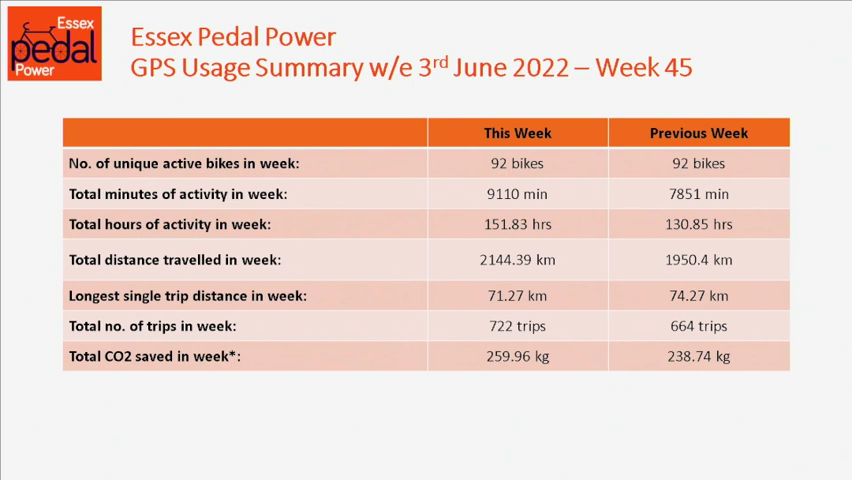 Essex
pedal
Power
Essex Pedal Power
GPS Usage Summary w/e 3rd June 2022 – Week 45
This Week Previous Week
No. of unique active bikes in week: 92 bikes 92 bikes
Total minutes of activity in week: 9110 min 7851 min
Total hours of activity in week: 151.83 hrs 130.85 hrs
Total distance travelled in week: 2144.39 km 1950.4 km
Longest single trip distance in week: 71.27 km 74.27 km
Total no. of trips in week: 722 trips 664 trips
Total CO2 saved in week*: 259.96 kg 238.74 kg